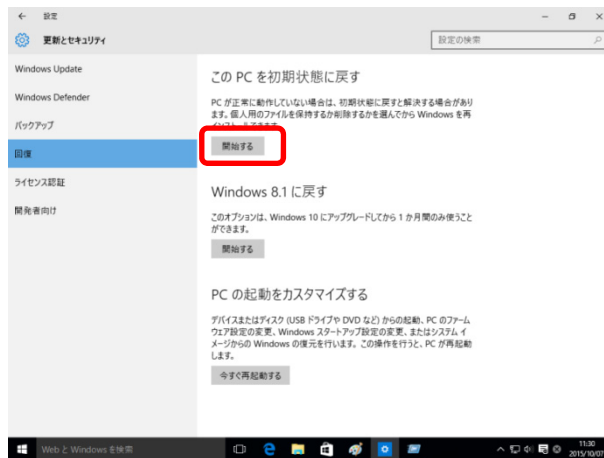 ← 設定
更新とセキュリティ
設定の検索
Windows Update
Windows Defender
バックアップ
回復
ライセンス認証
開発者向け
この PC を初期状態に戻す
PC が正常に動作していない場合は、初期状態に戻すと解決する場合があり
ます。個人用のファイルを保持するか削除するかを選んでから Windows を再
インストールできます。
開始する
Windows 8.1 に戻す
このオプションは、Windows 10 にアップグレードしてから 1 か月間のみ使うこと
ができます。
開始する
PC の起動をカスタマイズする
デバイスまたはディスク (USB ドライブや DVD など) からの起動、PC のファーム
ウェア設定の変更、Windows スタートアップ設定の変更、またはシステム イ
メージからの Windows の復元を行います。この操作を行うと、PC が再起動
します。
今すぐ再起動する
Web と Windows を検索
11:30
2015/10/07